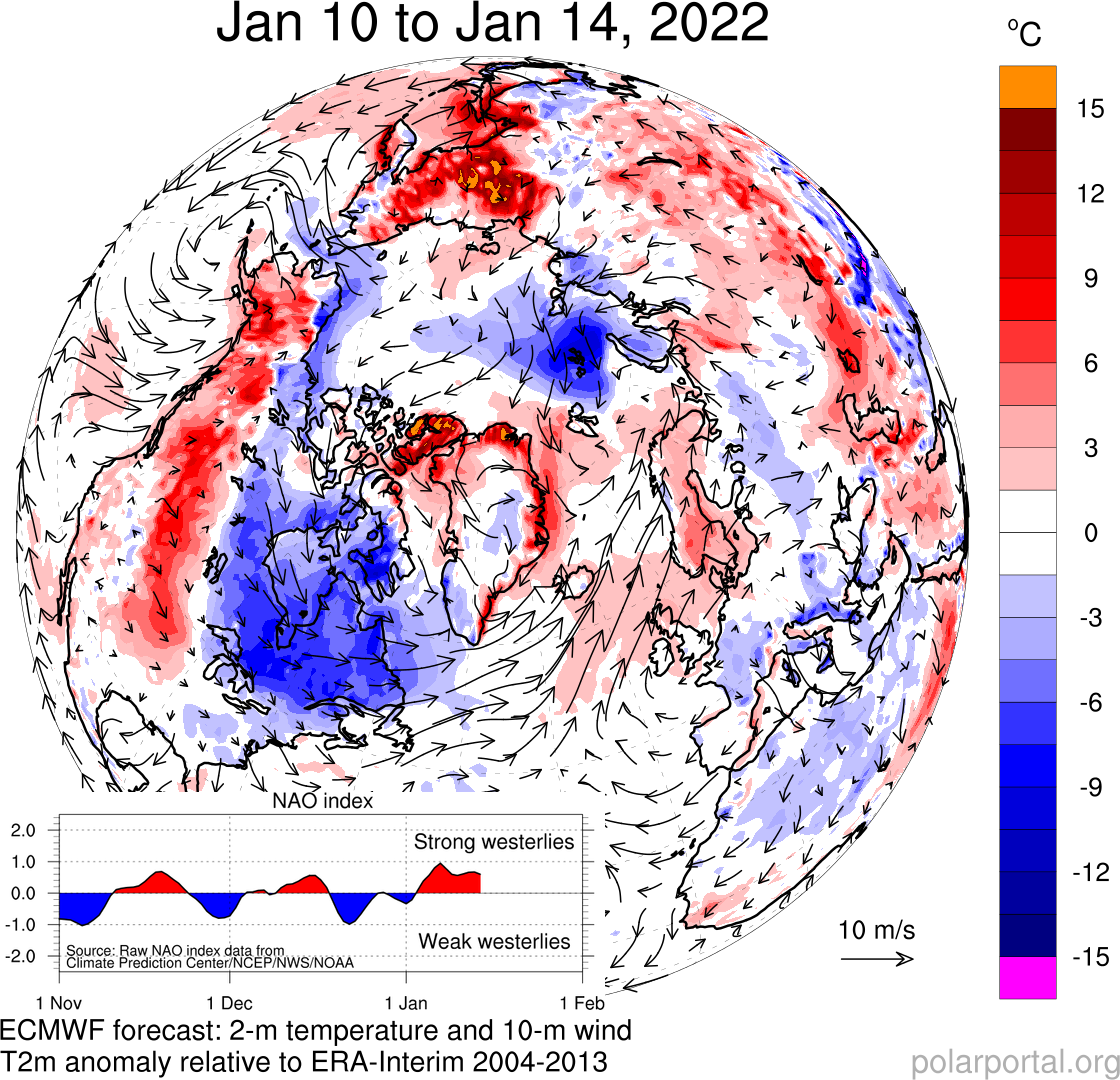 Jan 10 to Jan 14, 2022
°C
15
12
9
6
3
0
-3
-6
-9
-12
-15
10 m/s
NAO index
2.0
1.0
0.0
-1.0
-2.0
Strong westerlies
Weak westerlies
Source: Raw NAO index data from
Climate Prediction Center/NCEP/NWS/NOAA
1 Nov 1 Dec 1 Jan 1 Feb
ECMWF forecast: 2-m temperature and 10-m wind
T2m anomaly relative to ERA-Interim 2004-2013
polarportal.org